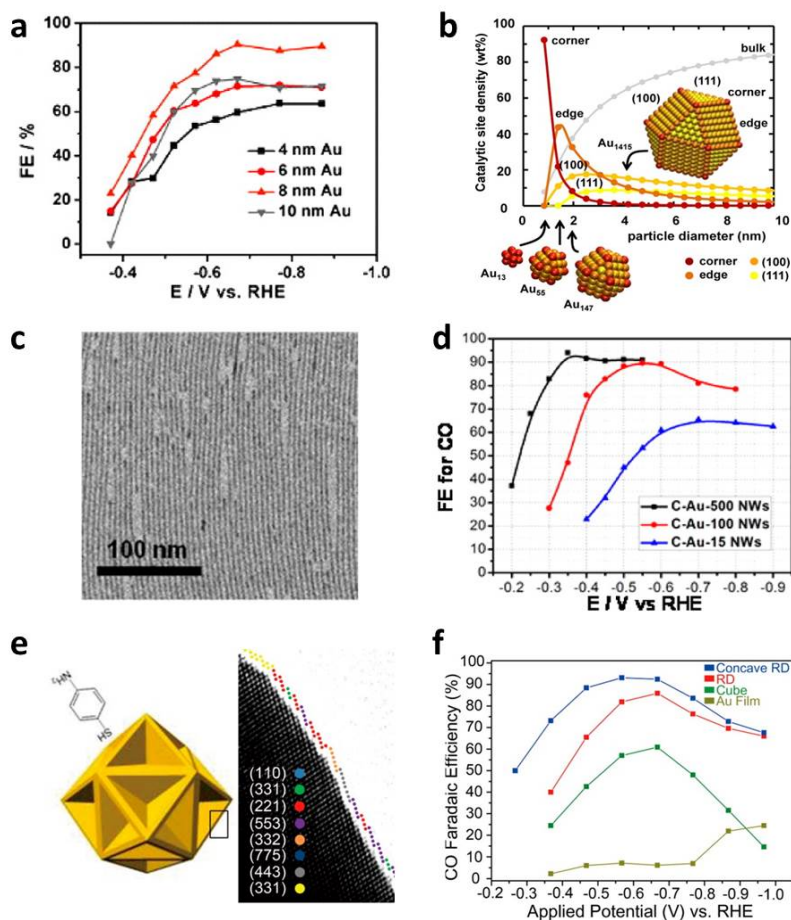 a
FE / %
100
80
60
40
20
0
4 nm Au
6 nm Au
8 nm Au
10 nm Au
-0.4
-0.6
-0.8
-1.0
E / V vs. RHE
b
Catalytic site density (wt%)
100
80
60
40
20
0
corner
bulk
(111)
(100)
corner
edge
edge
Au1415
(100)
(111)
0
2
4
6
8
10
particle diameter (nm)
Au13
Au55
Au147
corner
edge
(100)
(111)
c
100 nm
d
FE for CO
100
90
80
70
60
50
40
30
20
10
0
C-Au-500 NWs
C-Au-100 NWs
C-Au-15 NWs
-0.2 -0.3 -0.4 -0.5 -0.6 -0.7 -0.8 -0.9
E / V vs RHE
e
H2N
HS
(110)
(331)
(221)
(553)
(332)
(775)
(443)
(331)
f
CO Faradaic Efficiency (%)
100
90
80
70
60
50
40
30
20
10
0
Concave RD
RD
Cube
Au Film
-0.2 -0.3 -0.4 -0.5 -0.6 -0.7 -0.8 -0.9 -1.0
Applied Potential (V) vs. RHE